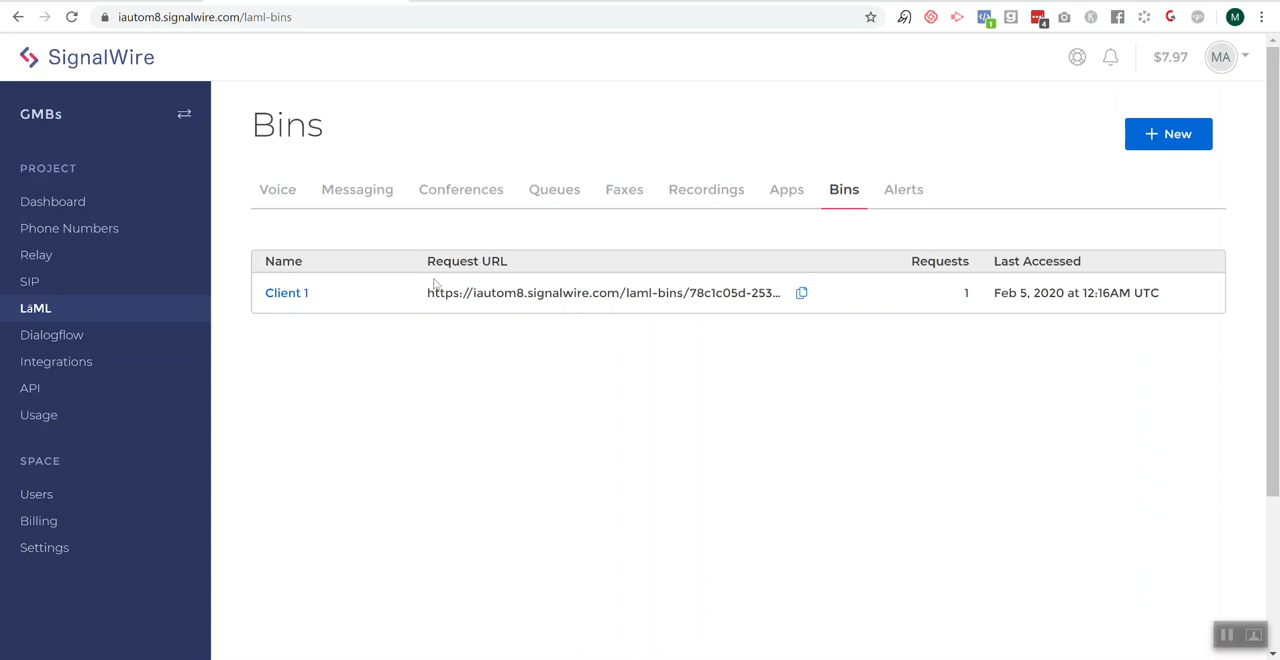 iautom8.signalwire.com/laml-bins
1
4
M
SignalWire
$7.97
MA
GMBs
PROJECT
Dashboard
Phone Numbers
Relay
SIP
LāML
Dialogflow
Integrations
API
Usage
SPACE
Users
Billing
Settings
Bins
+ New
Voice Messaging Conferences Queues Faxes Recordings Apps Bins Alerts
Name Request URL Requests Last Accessed
Client 1 https://iautom8.signalwire.com/laml-bins/78c1c05d-253... 1 Feb 5, 2020 at 12:16AM UTC